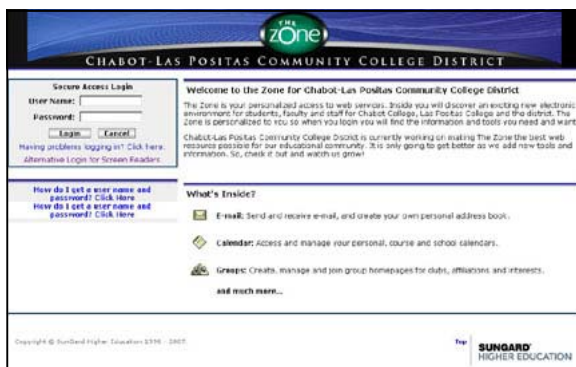 THE
zOne
CHABOT-LAS POSITAS COMMUNITY COLLEGE DISTRICT
Secure Access Login
User Name:
Password:
Login Cancel
Having problems logging in? Click here.
Alternative Login for Screen Readers.
How do I get a user name and
password? Click Here
How do I get a user name and
password? Click Here
Welcome to the Zone for Chabot-Las Positas Community College District
The Zone is your personalized access to web services. Inside you will discover an exciting new electronic
environment for students, faculty and staff for Chabot College, Las Positas College and the district. The
Zone is personalized to you so when you login you will find the information and tools you need and want
Chabot-Las Positas Community College District is currently working on making The Zone the best web
resource possible for our educational community. It is only going to get better as we add new tools and
information. So, check it out and watch us grow!
What's Inside?
E-mail: Send and receive e-mail, and create your own personal address book.
Calendar: Access and manage your personal, course and school calendars.
Groups: Create, manage and join group homepages for clubs, affiliations and interests.
and much more...
Copyright © SunGard Higher Education 1998 - 2007.
Top
SUNGARD
HIGHER EDUCATION